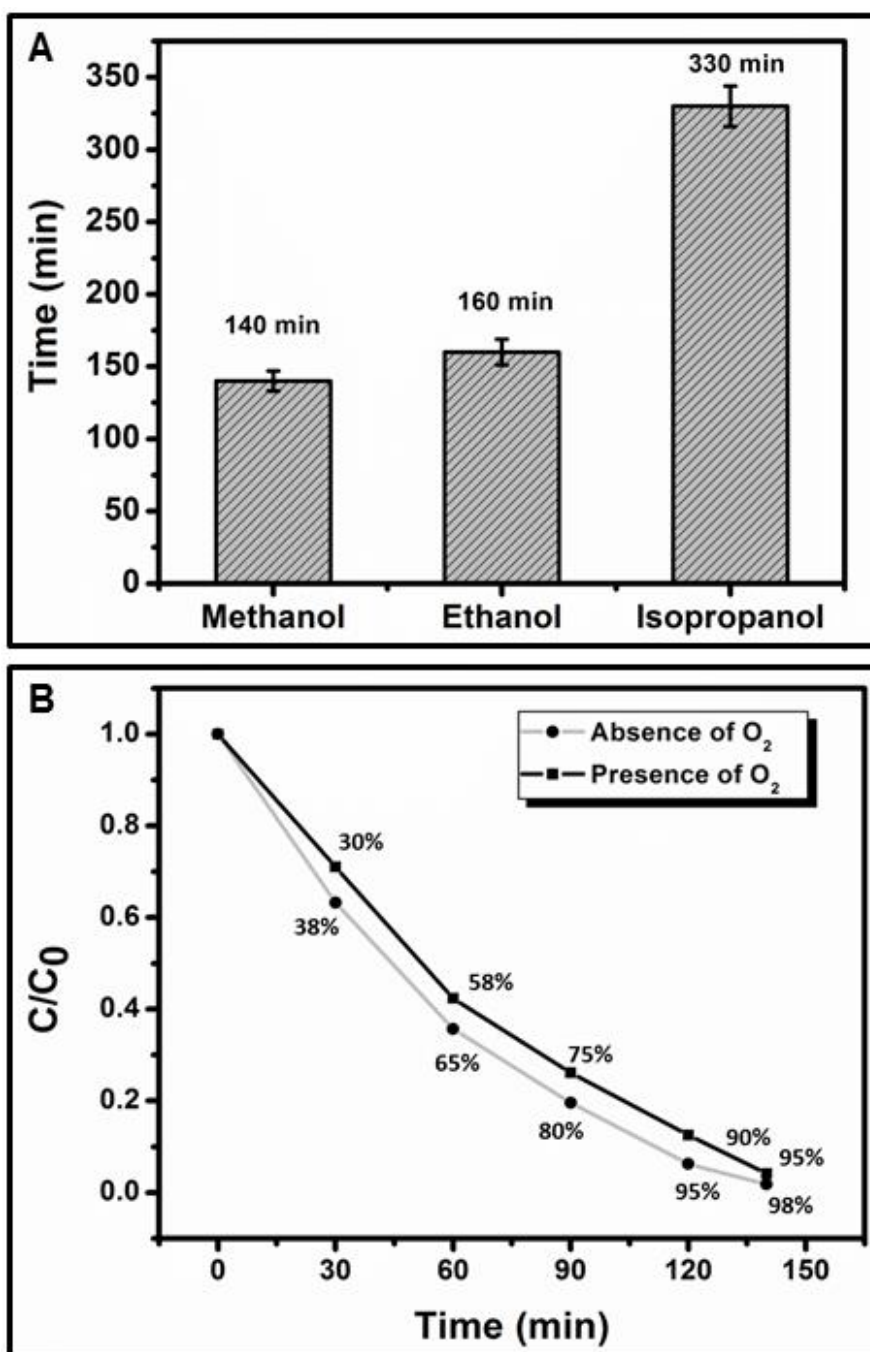 A
350
300
250
200
150
100
50
0
Time (min)
140 min
160 min
330 min
Methanol
Ethanol
Isopropanol
B
1.0
0.8
0.6
0.4
0.2
0.0
C/C0
Absence of O2
Presence of O2
30%
38%
58%
65%
75%
80%
90%
95%
95%
98%
0
30
60
90
120
150
Time (min)